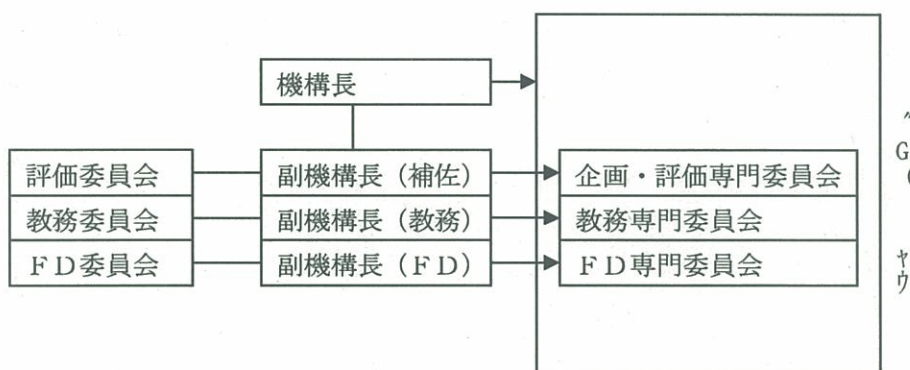 機構長
評価委員会 副機構長（補佐） 企画・評価専門委員会
教務委員会 副機構長（教務） 教務専門委員会
ＦＤ委員会 副機構長（ＦＤ） ＦＤ専門委員会